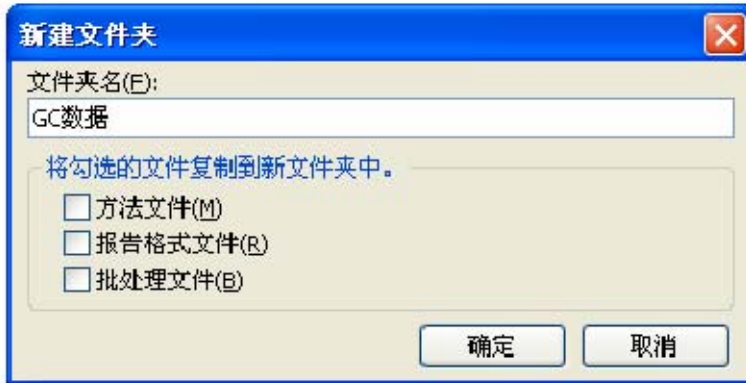 新建文件夹
文件夹名(F):
GC数据
将勾选的文件复制到新文件夹中。
方法文件(M)
报告格式文件(R)
批处理文件(B)
确定 取消